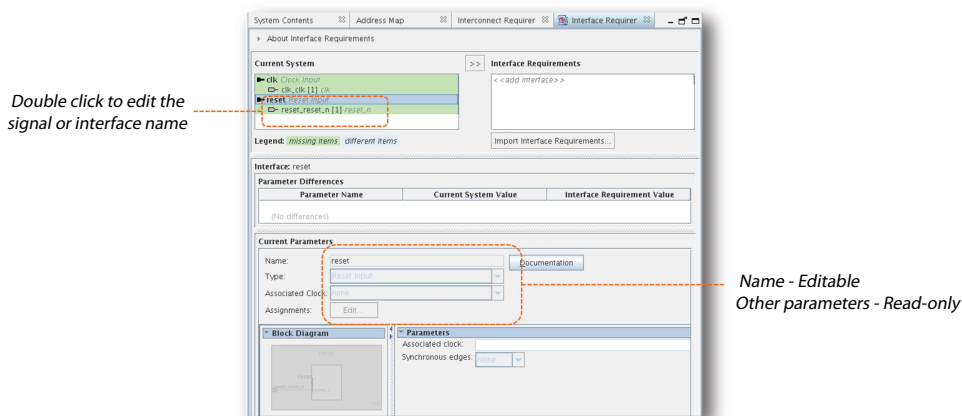 System Contents Address Map Interconnect Requirer Interface Requirer
About Interface Requirements
Current System >> Interface Requirements
clk Clock Input
clk_clk [1] clk
reset Reset Input
reset_reset_n [1] reset_n
<<add interface>>
Double click to edit the
signal or interface name
Legend: missing items different items
Import Interface Requirements...
Interface: reset
Parameter Differences
Parameter Name Current System Value Interface Requirement Value
(No differences)
Current Parameters
Name: reset Documentation
Type: Reset Input
Associated Clock: none
Assignments: Edit...
Name - Editable
Other parameters - Read-only
Block Diagram Parameters
Associated clock:
Synchronous edges: None
reset
reset